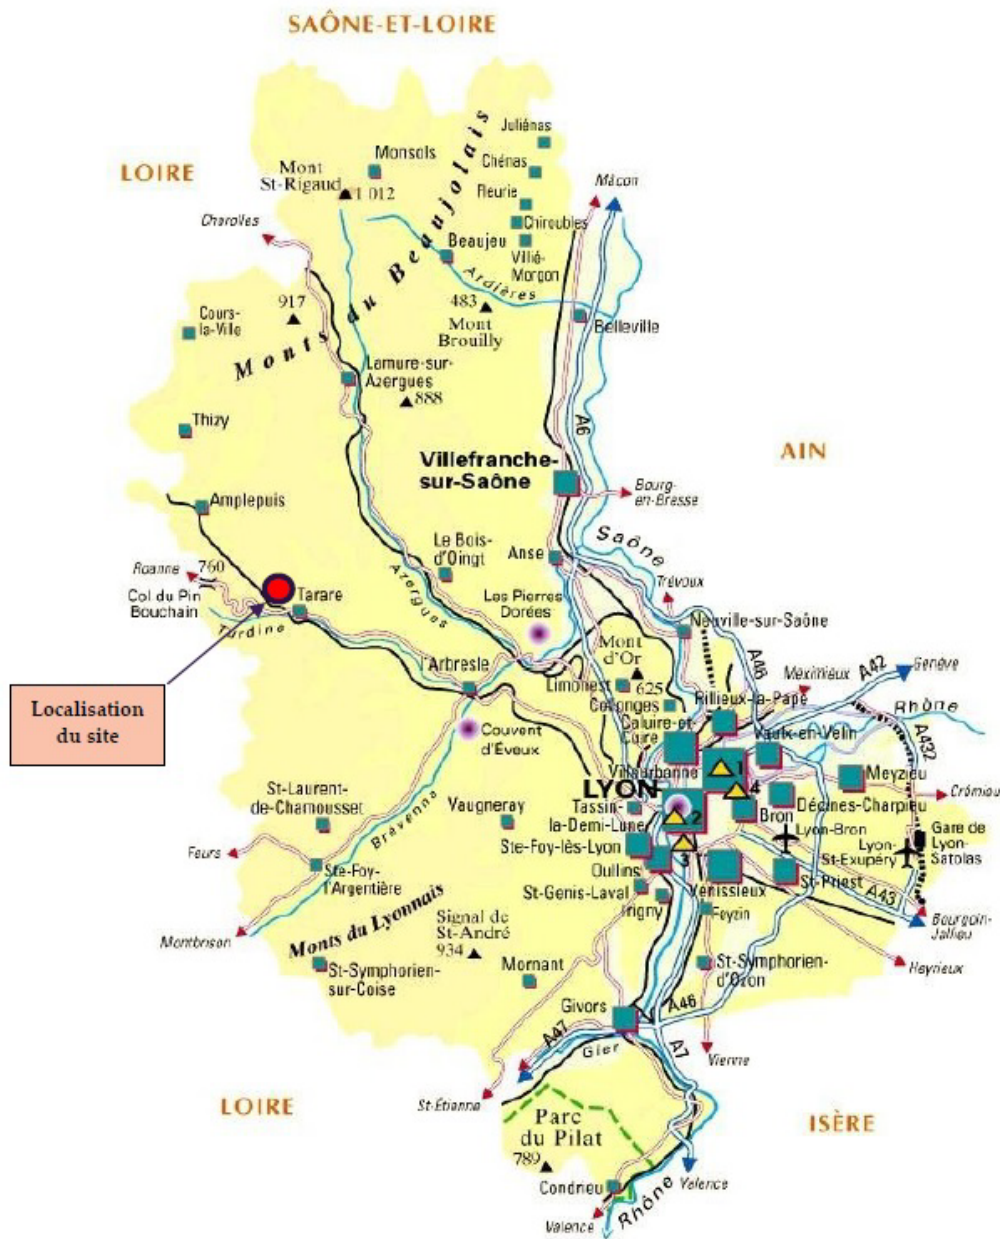 SAÔNE-ET-LOIRE
LOIRE
Juliénas
Monsols
Chénas
Mont
St-Rigaud
1 012
Fleurie
Mâcon
Charolles
Chiroubles
Beaujeu
Villié-
Morgon
Ardières
Monts du Beaujolais
917
483
Mont
Brouilly
Cours-
la-Ville
Belleville
Lamure-sur-
Azergues
888
Thizy
A6
AIN
Villefranche-
sur-Saône
Bourg-
en-Bresse
Amplepuis
Saône
Le Bois-
d'Oingt
Anse
Roanne
760
Col du Pin
Bouchain
Tarare
Azergues
Les Pierres
Dorées
Trévoux
Turdine
Neuville-sur-Saône
Mont
d'Or
625
A46
l'Arbresle
Limonest
Meximieux
A42
Genève
Rillieux-la-Pape
Collonges
Rhône
Localisation
du site
Caluire-et-
Cuire
Vaulx-en-Velin
A432
Couvent
d'Éveux
Villeurbanne
1
Meyzieu
LYON
4
Crémieu
St-Laurent-
de-Chamousset
Vaugneray
Tassin-
la-Demi-Lune
2
Décines-Charpieu
Bron
Brévenne
Lyon-Bron
Gare de
Lyon-
Satolas
Ste-Foy-lès-Lyon
3
Lyon-
St-Exupéry
Feurs
Ste-Foy-
l'Argentière
Oullins
Vénissieux
St-Priest
St-Genis-Laval
A43
Irigny
Feyzin
Monts du Lyonnais
Signal de
St-André
934
Bourgoin-
Jallieu
Montbrison
St-Symphorien-
sur-Coise
Mornant
St-Symphorien-
d'Ozon
Heyrieux
Givors
A46
A47
Gier
A7
Vienne
LOIRE
St-Étienne
Parc
du Pilat
789
ISÈRE
Condrieu
Rhône
Valence
Valence